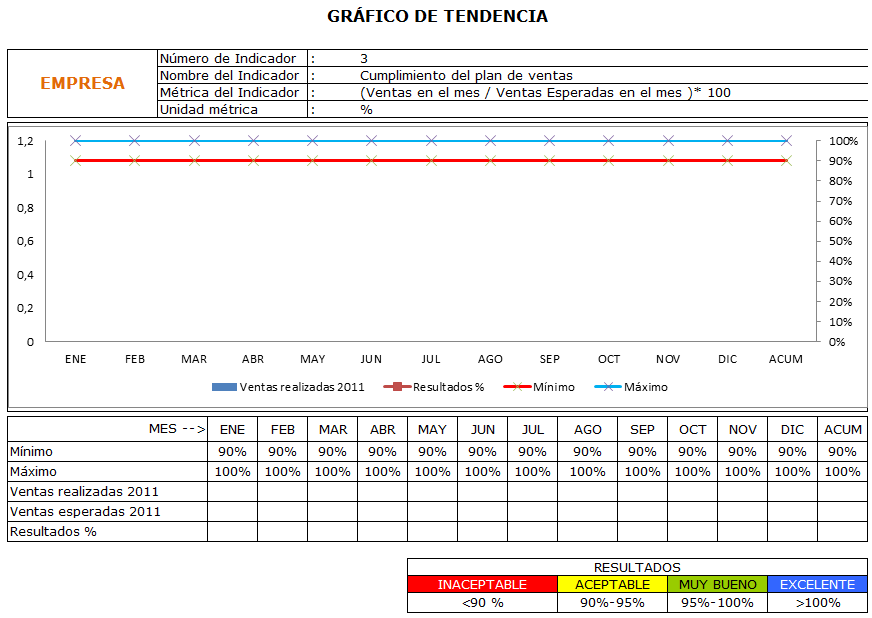 GRÁFICO DE TENDENCIA
EMPRESA
Número de Indicador : 3
Nombre del Indicador : Cumplimiento del plan de ventas
Métrica del Indicador : (Ventas en el mes / Ventas Esperadas en el mes )* 100
Unidad métrica : %
1,2 100%
90%
1 80%
70%
0,8 60%
0,6 50%
40%
0,4 30%
0,2 20%
10%
0 0%
ENE FEB MAR ABR MAY JUN JUL AGO SEP OCT NOV DIC ACUM
Ventas realizadas 2011 Resultados % Mínimo Máximo
MES --> ENE FEB MAR ABR MAY JUN JUL AGO SEP OCT NOV DIC ACUM
Mínimo 90% 90% 90% 90% 90% 90% 90% 90% 90% 90% 90% 90% 90%
Máximo 100% 100% 100% 100% 100% 100% 100% 100% 100% 100% 100% 100% 100%
Ventas realizadas 2011
Ventas esperadas 2011
Resultados %
RESULTADOS
INACEPTABLE ACEPTABLE MUY BUENO EXCELENTE
<90 % 90%-95% 95%-100% >100%